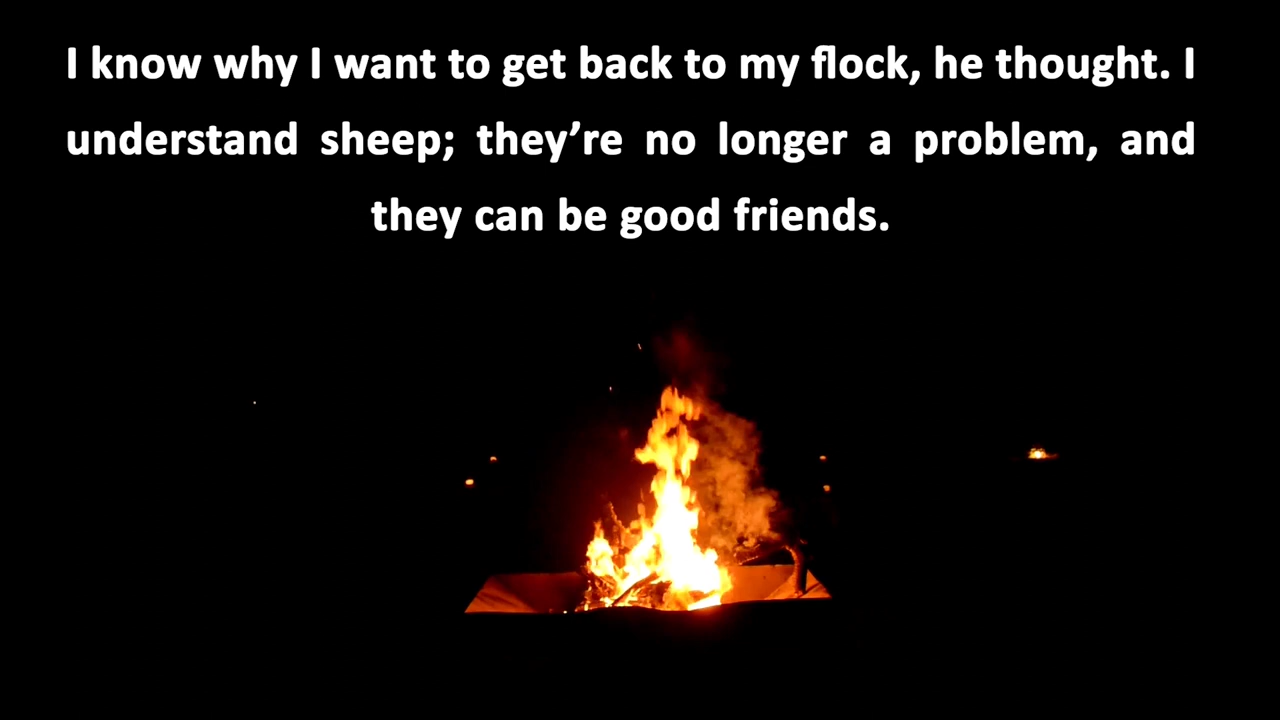 I know why I want to get back to my flock, he thought. I
understand sheep; they’re no longer a problem, and
they can be good friends.